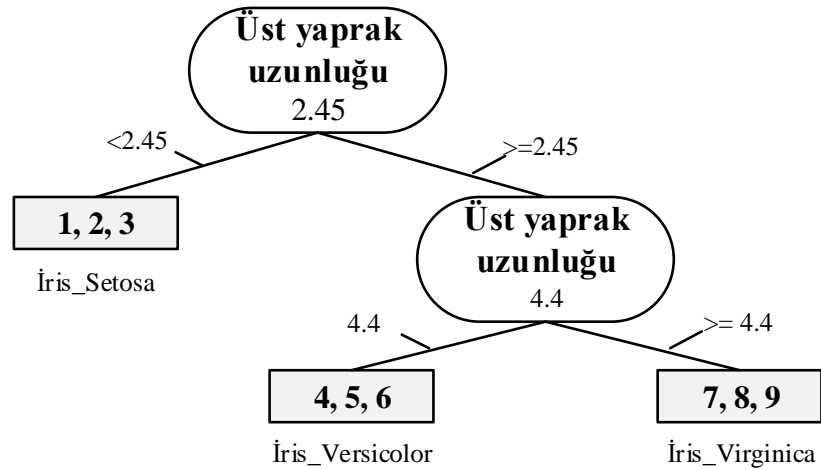 Üst yaprak
uzunluğu
2.45
<2.45
>=2.45
1, 2, 3
İris_Setosa
Üst yaprak
uzunluğu
4.4
4.4
>= 4.4
4, 5, 6
7, 8, 9
İris_Versicolor
İris_Virginica